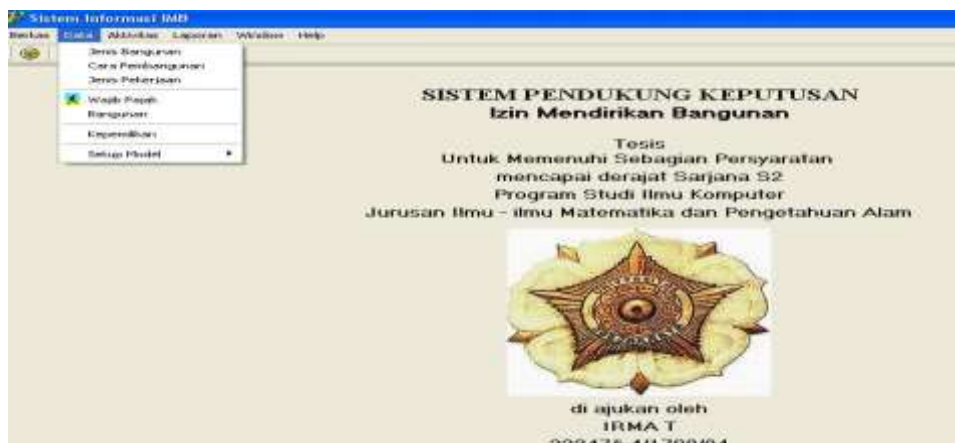 Sistem Informasi IMB
Berkas Data Aktivitas Laporan Window Help
Jenis Bangunan
Cara Pembangunan
Jenis Pekerjaan
Wajib Pajak
Bangunan
Kepemilikan
Setup Model
SISTEM PENDUKUNG KEPUTUSAN
Izin Mendirikan Bangunan
Tesis
Untuk Memenuhi Sebagian Persyaratan
mencapai derajat Sarjana S2
Program Studi Ilmu Komputer
Jurusan Ilmu - ilmu Matematika dan Pengetahuan Alam
di ajukan oleh
IRMA T